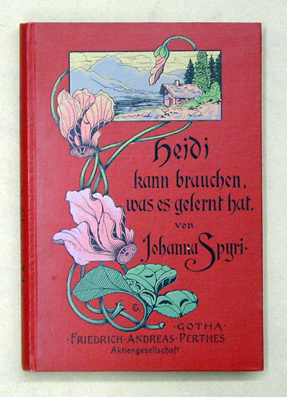 Heidi
kann brauchen,
was es gelernt hat.
von
Johanna Spyri.
·GOTHA·
·FRIEDRICH·ANDREAS·PERTHES
Aktiengesellschaft